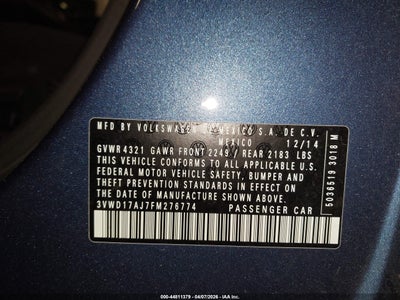 MFD BY VOLKSWAGEN DE MEXICO S.A. DE C.V.
MEXICO 12/14
GVWR 4321 GAWR FRONT 2249 / REAR 2183 LBS
THIS VEHICLE CONFORMS TO ALL APPLICABLE U.S.
FEDERAL MOTOR VEHICLE SAFETY, BUMPER AND
THEFT PREVENTION STANDARDS IN EFFECT ON
THE DATE OF MANUFACTURE SHOWN ABOVE.
3VWD17AJ7FM276774 PASSENGER CAR
5036519 3018 M
000-44811379 - 04/07/2026 - IAA Inc.